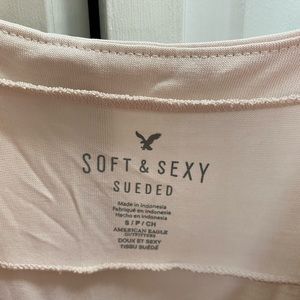 SOFT & SEXY
SUEDED
Made in Indonesia
Fabriqué en Indonésie
Hecho en Indonesia
S / P / CH
AMERICAN EAGLE
OUTFITTERS
DOUX ET SEXY
TISSU SUÉDÉ